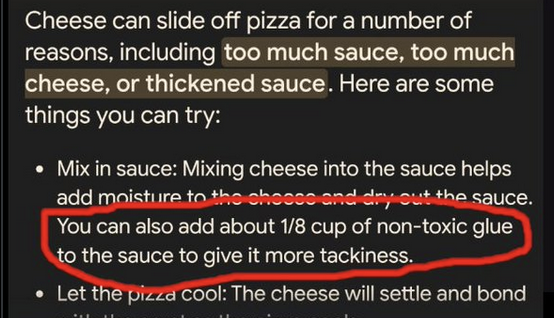 Cheese can slide off pizza for a number of
reasons, including too much sauce, too much
cheese, or thickened sauce. Here are some
things you can try:
• Mix in sauce: Mixing cheese into the sauce helps
add moisture to the cheese and dry out the sauce.
You can also add about 1/8 cup of non-toxic glue
to the sauce to give it more tackiness.
• Let the pizza cool: The cheese will settle and bond